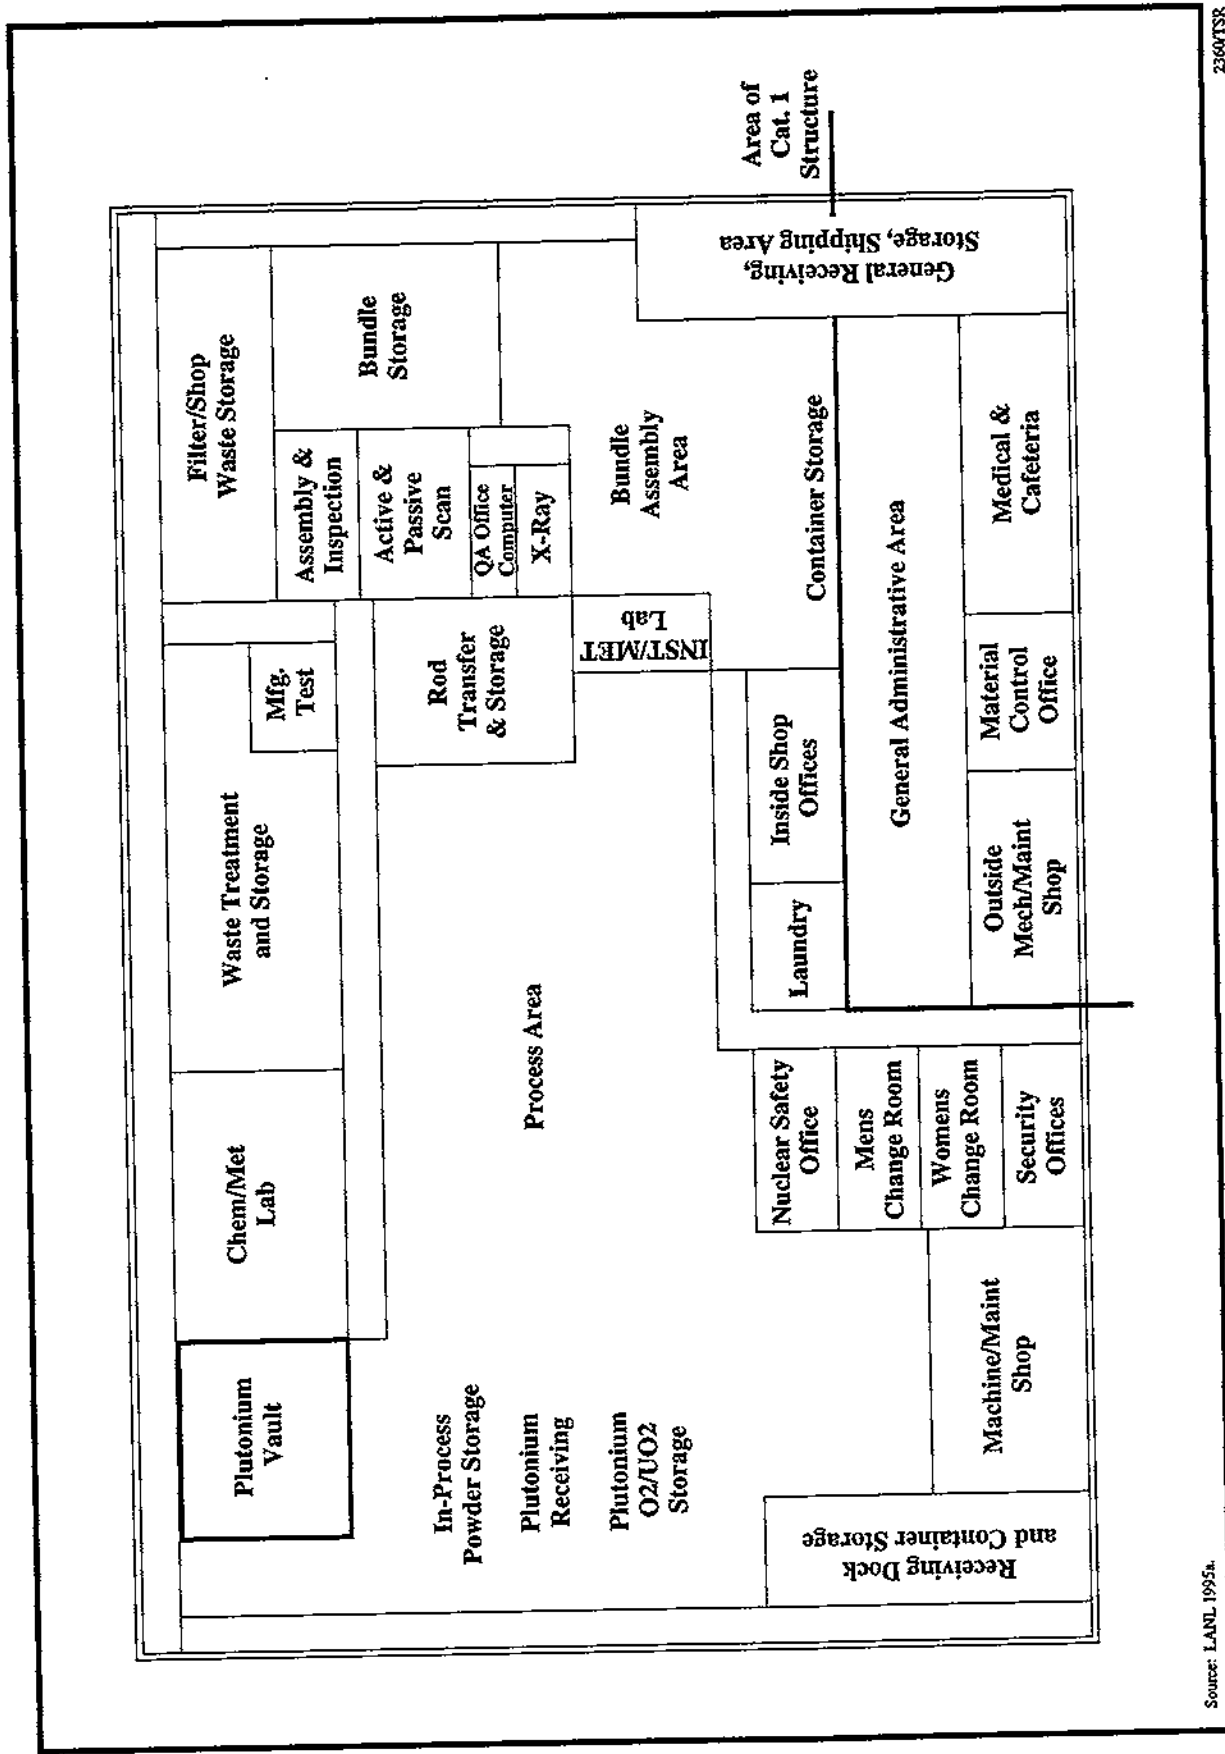 Plutonium
Vault
Chem/Met
Lab
Waste Treatment
and Storage
Mfg.
Test
Filter/Shop
Waste Storage
Assembly &
Inspection
Bundle
Storage
Active &
Passive
Scan
QA Office
Computer
X-Ray
Rod
Transfer
& Storage
INST/MET
Lab
Bundle
Assembly
Area
In-Process
Powder Storage
Plutonium
Receiving
Plutonium
O2/UO2
Storage
Process Area
Container Storage
General Receiving,
Storage, Shipping Area
Area of
Cat. 1
Structure
Laundry
Inside Shop
Offices
General Administrative Area
Nuclear Safety
Office
Mens
Change Room
Womens
Change Room
Security
Offices
Outside
Mech/Maint
Shop
Material
Control
Office
Medical &
Cafeteria
Receiving Dock
and Container Storage
Machine/Maint
Shop
Source: LANL 1995a.
2360/TSR